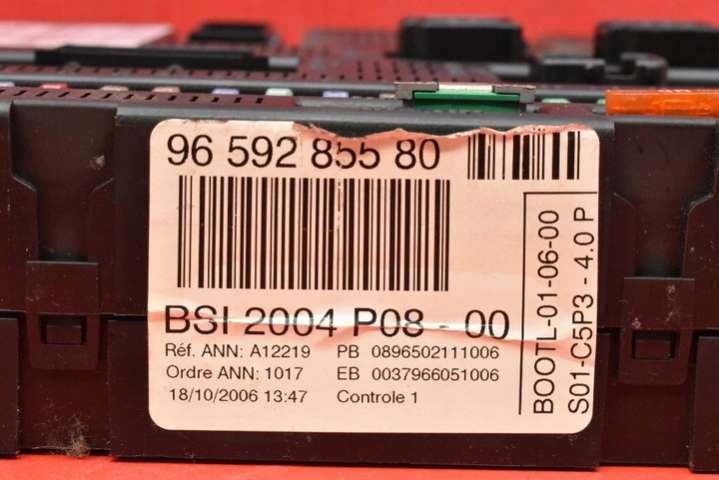 96 592 855 80
BSI 2004 P08 - 00
Réf. ANN: A12219 PB 0896502111006
Ordre ANN: 1017 EB 0037966051006
18/10/2006 13:47 Controle 1
BOOTL-01-06-00
S01-C5P3 - 4.0 P